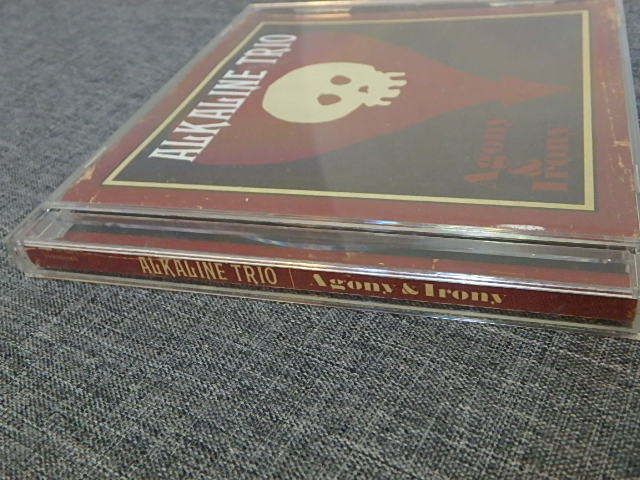 ALKALINE TRIO
Agony
&
Irony
ALKALINE TRIO | Agony & Irony